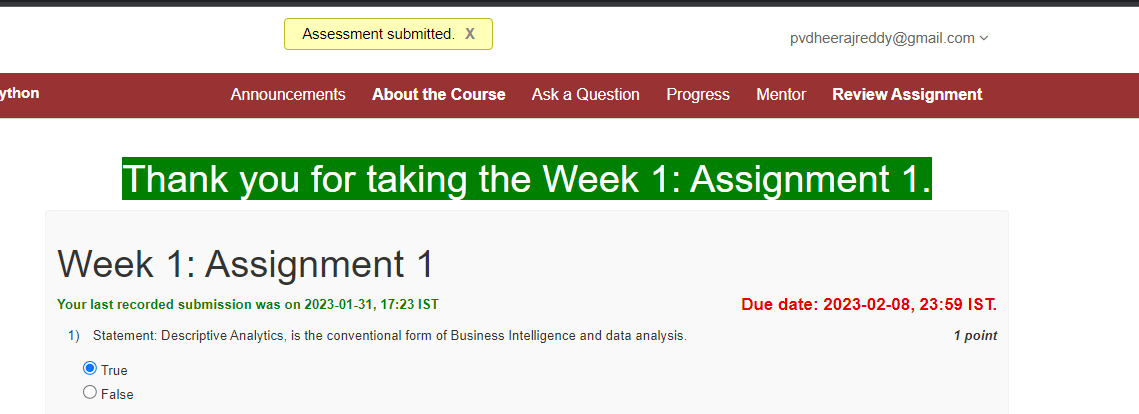 Assessment submitted. X
pvdheerajreddy@gmail.com
ython Announcements About the Course Ask a Question Progress Mentor Review Assignment
Thank you for taking the Week 1: Assignment 1.
Week 1: Assignment 1
Your last recorded submission was on 2023-01-31, 17:23 IST Due date: 2023-02-08, 23:59 IST.
1) Statement: Descriptive Analytics, is the conventional form of Business Intelligence and data analysis. 1 point
True
False